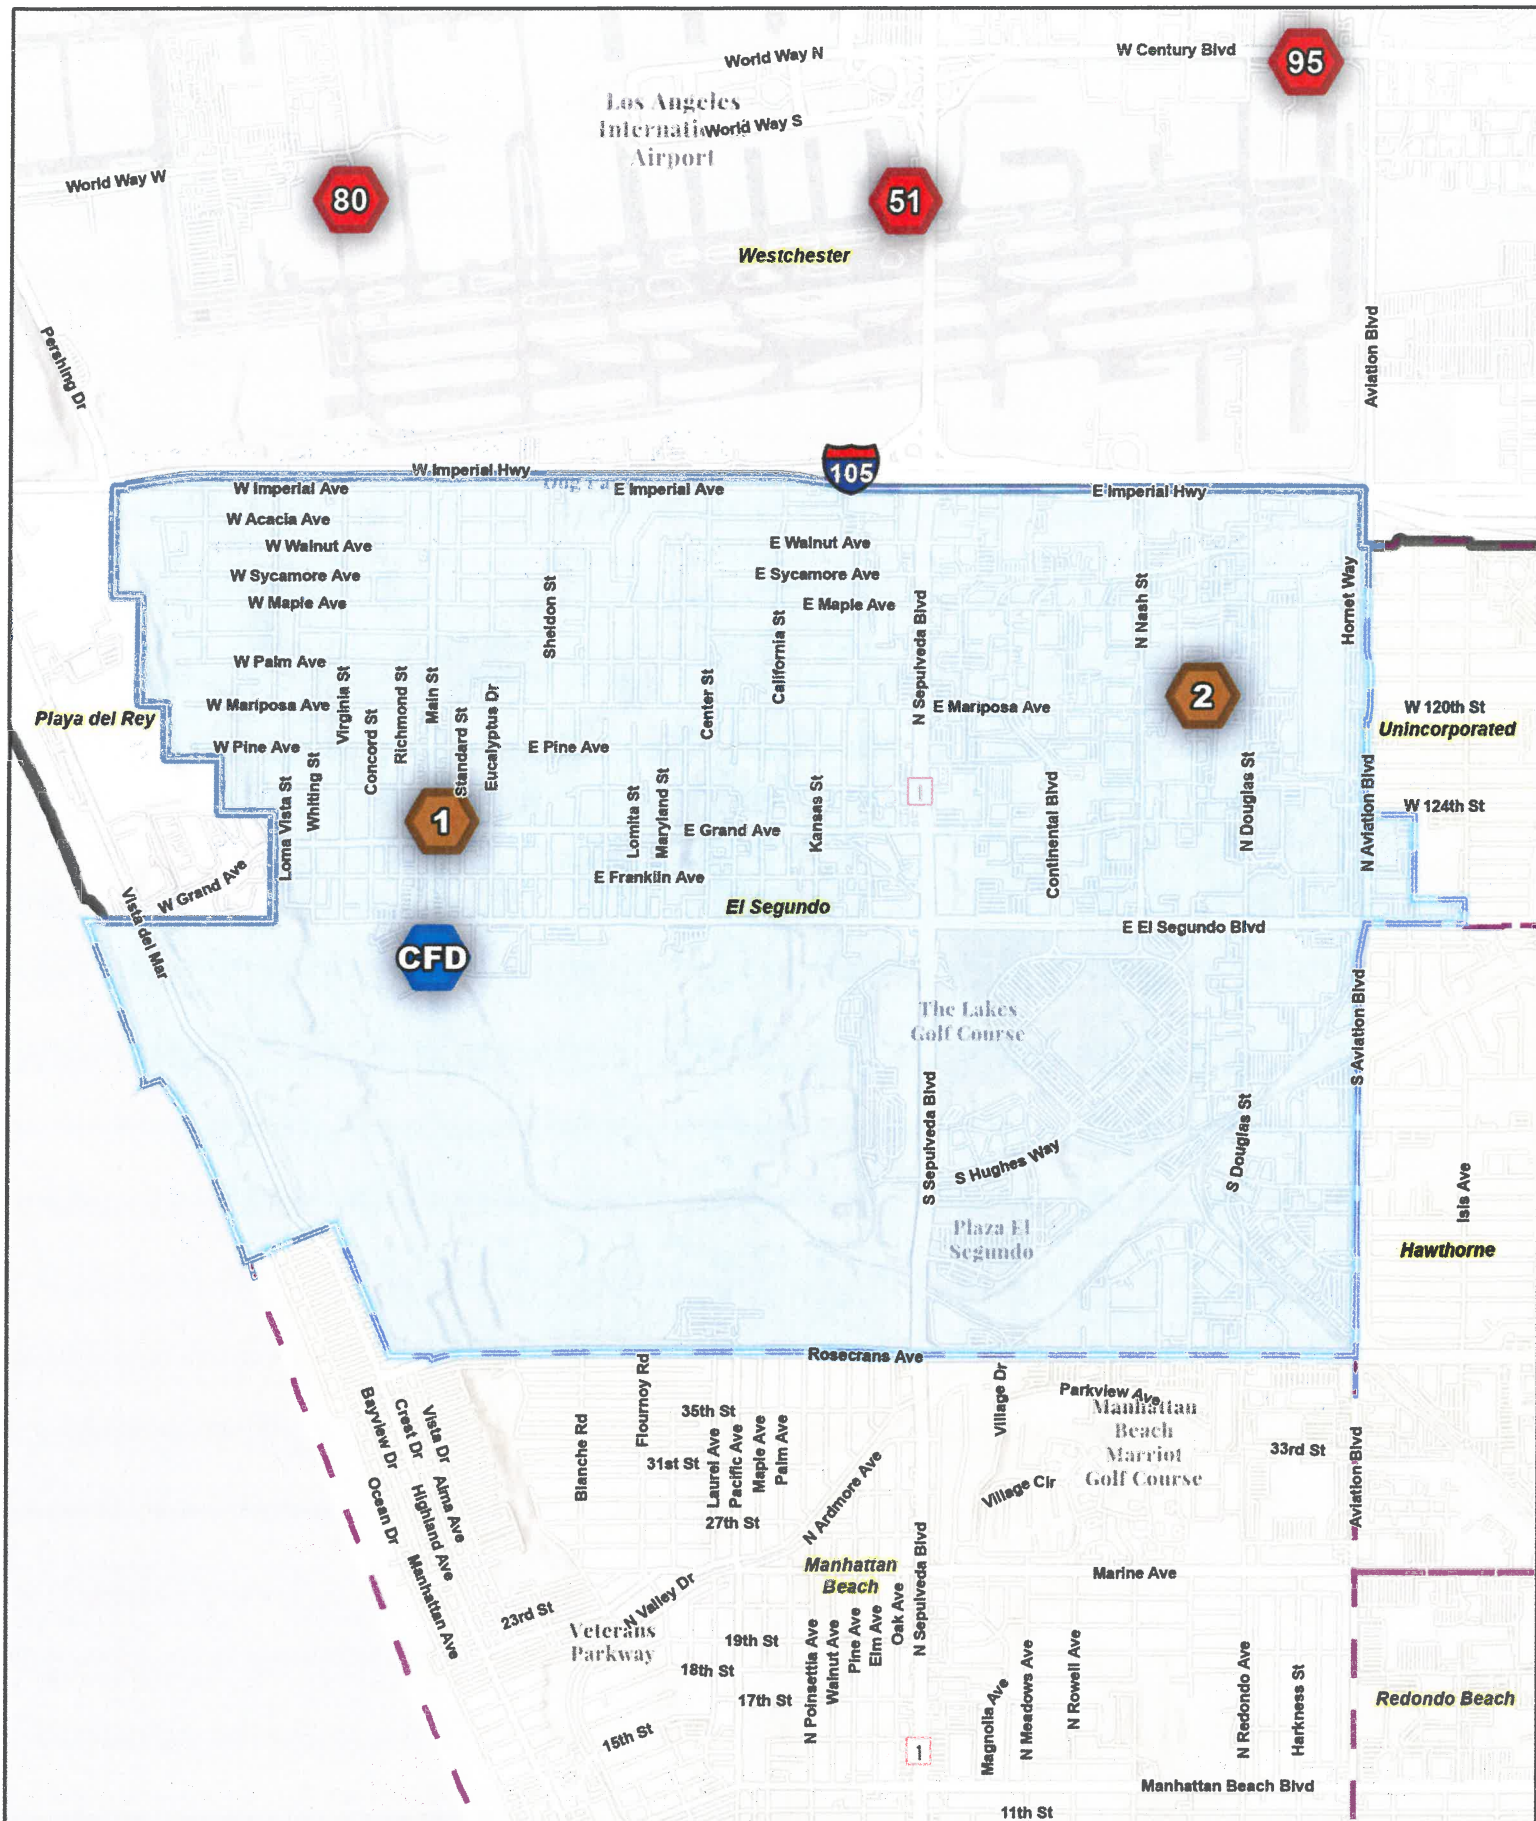 World Way N
W Century Blvd
95
Los Angeles
International
Airport
World Way S
World Way W
80
51
Westchester
Pershing Dr
Aviation Blvd
105
W Imperial Hwy
W Imperial Ave
E Imperial Ave
E Imperial Hwy
W Acacia Ave
W Walnut Ave
E Walnut Ave
W Sycamore Ave
E Sycamore Ave
W Maple Ave
E Maple Ave
Sheldon St
California St
N Sepulveda Blvd
N Nash St
Hornet Way
W Palm Ave
Virginia St
Richmond St
Main St
Center St
2
W Mariposa Ave
E Mariposa Ave
Playa del Rey
Concord St
Standard St
Eucalyptus Dr
W 120th St
Unincorporated
W Pine Ave
E Pine Ave
Whiting St
Loma Vista St
Lomita St
Maryland St
Kansas St
1
Continental Blvd
N Douglas St
N Aviation Blvd
W 124th St
1
E Grand Ave
W Grand Ave
E Franklin Ave
El Segundo
Vista del Mar
E El Segundo Blvd
CFD
The Lakes
Golf Course
S Aviation Blvd
S Sepulveda Blvd
S Hughes Way
S Douglas St
Isis Ave
Plaza El
Segundo
Hawthorne
Rosecrans Ave
Flournoy Rd
Village Dr
Parkview Ave
Manhattan
Beach
Marriot
Golf Course
Bayview Dr
Crest Dr
Vista Dr
Blanche Rd
35th St
31st St
Laurel Ave
Pacific Ave
Maple Ave
Palm Ave
33rd St
Aviation Blvd
N Ardmore Ave
Village Cir
Ocean Dr
Highland Ave
Alma Ave
27th St
Manhattan Ave
Manhattan
Beach
N Sepulveda Blvd
Marine Ave
23rd St
N Valley Dr
Veterans
Parkway
19th St
18th St
17th St
15th St
N Poinsettia Ave
Walnut Ave
Pine Ave
Elm Ave
Oak Ave
Magnolia Ave
N Meadows Ave
N Rowell Ave
N Redondo Ave
Harkness St
Redondo Beach
1
Manhattan Beach Blvd
11th St